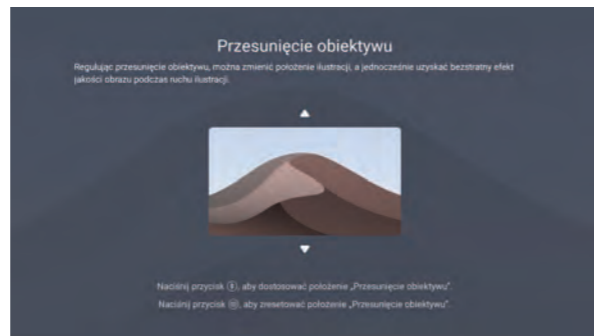 Przesunięcie obiektywu
Regulując przesunięcie obiektywu, można zmienić położenie ilustracji, a jednocześnie uzyskać bezstratny efekt
jakości obrazu podczas ruchu ilustracji.
Naciśnij przycisk , aby dostosować położenie „Przesunięcie obiektywu".
Naciśnij przycisk , aby zresetować położenie „Przesunięcie obiektywu".